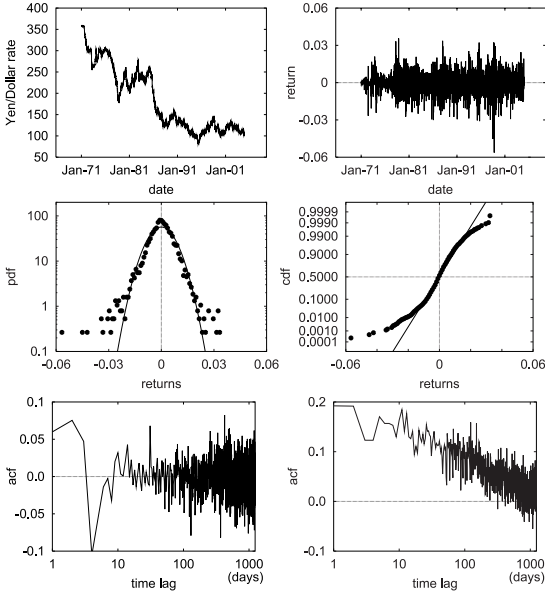 400
350
300
250
200
150
100
50
Yen/Dollar rate
Jan-71 Jan-81 Jan-91 Jan-01
date
0.06
0.03
0
-0.03
-0.06
return
Jan-71 Jan-81 Jan-91 Jan-01
date
100
10
1
0.1
pdf
-0.06 -0.03 0 0.03 0.06
returns
0,9999
0,9990
0,9900
0,9000
0,5000
0,1000
0,0100
0,0010
0,0001
cdf
-0.06 -0.03 0 0.03 0.06
returns
0.1
0.05
0.0
-0.05
-0.1
acf
1 10 100 1000
time lag (days)
0.2
0.1
0.0
-0.1
acf
1 10 100 1000
time lag (days)